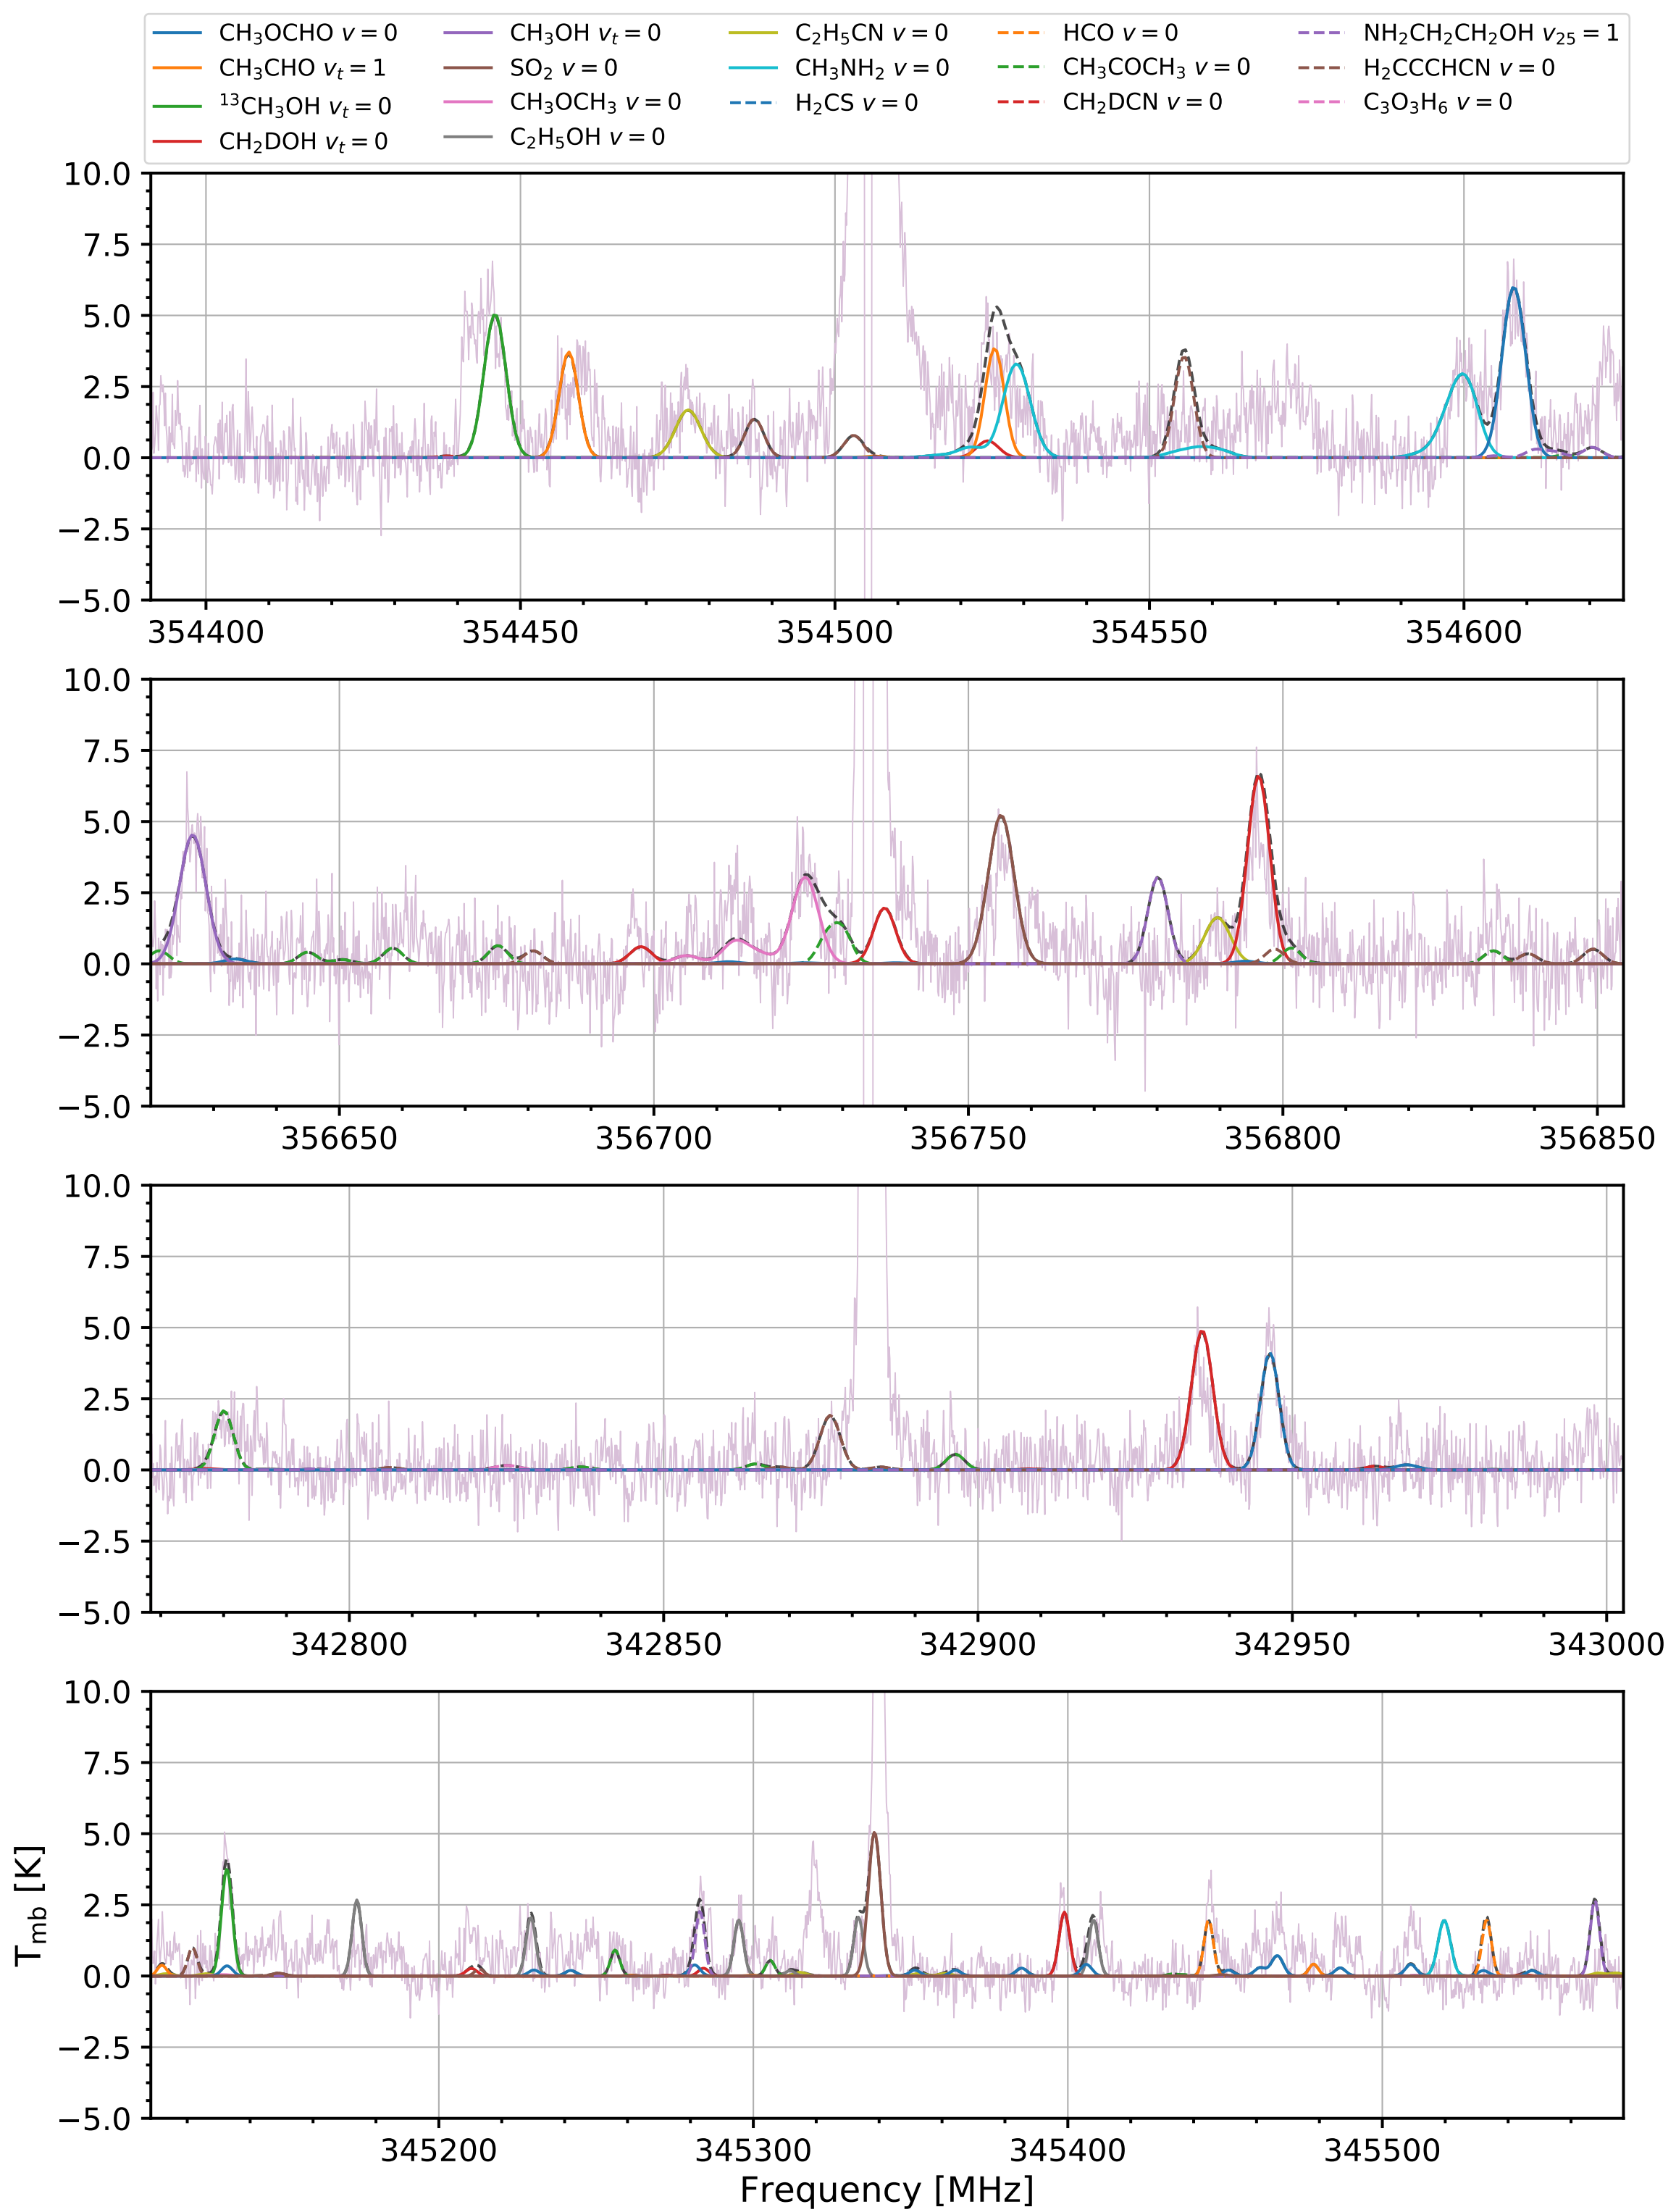 CH₃OCHO v = 0 CH₃OH vₜ = 0 C₂H₅CN v = 0 HCO v = 0 NH₂CH₂CH₂OH v₂₅ = 1
CH₃CHO vₜ = 1 SO₂ v = 0 CH₃NH₂ v = 0 CH₃COCH₃ v = 0 H₂CCCHCN v = 0
¹³CH₃OH vₜ = 0 CH₃OCH₃ v = 0 H₂CS v = 0 CH₂DCN v = 0 C₃O₃H₆ v = 0
CH₂DOH vₜ = 0 C₂H₅OH v = 0
10.0
7.5
5.0
2.5
0.0
−2.5
−5.0
354400 354450 354500 354550 354600
10.0
7.5
5.0
2.5
0.0
−2.5
−5.0
356650 356700 356750 356800 356850
10.0
7.5
5.0
2.5
0.0
−2.5
−5.0
342800 342850 342900 342950 343000
10.0
7.5
5.0
2.5
0.0
−2.5
−5.0
345200 345300 345400 345500
T_mb [K]
Frequency [MHz]